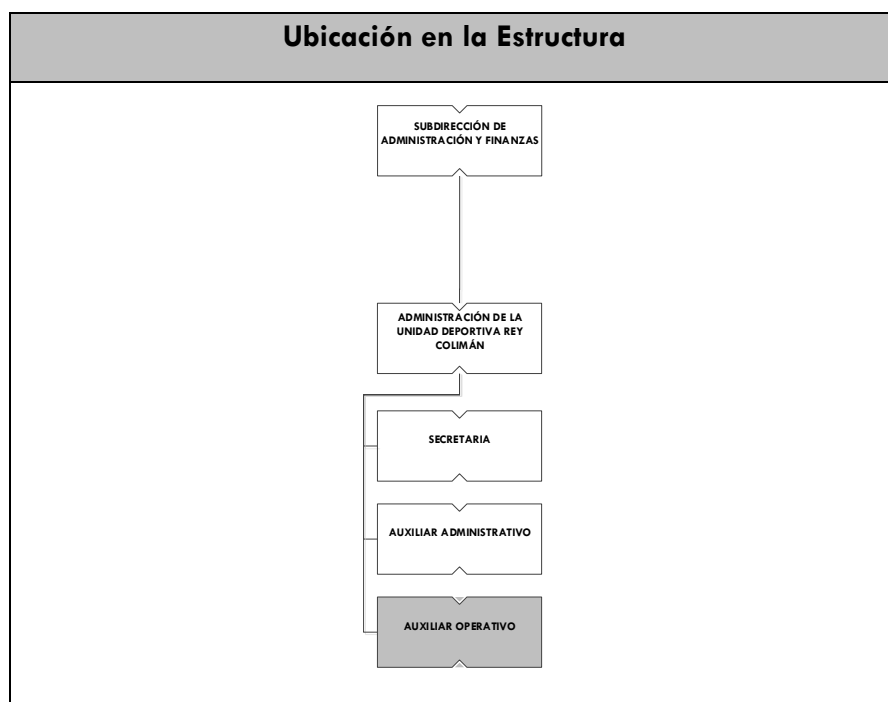 Ubicación en la Estructura
SUBDIRECCIÓN DE
ADMINISTRACIÓN Y FINANZAS
ADMINISTRACIÓN DE LA
UNIDAD DEPORTIVA REY
COLIMÁN
SECRETARIA
AUXILIAR ADMINISTRATIVO
AUXILIAR OPERATIVO